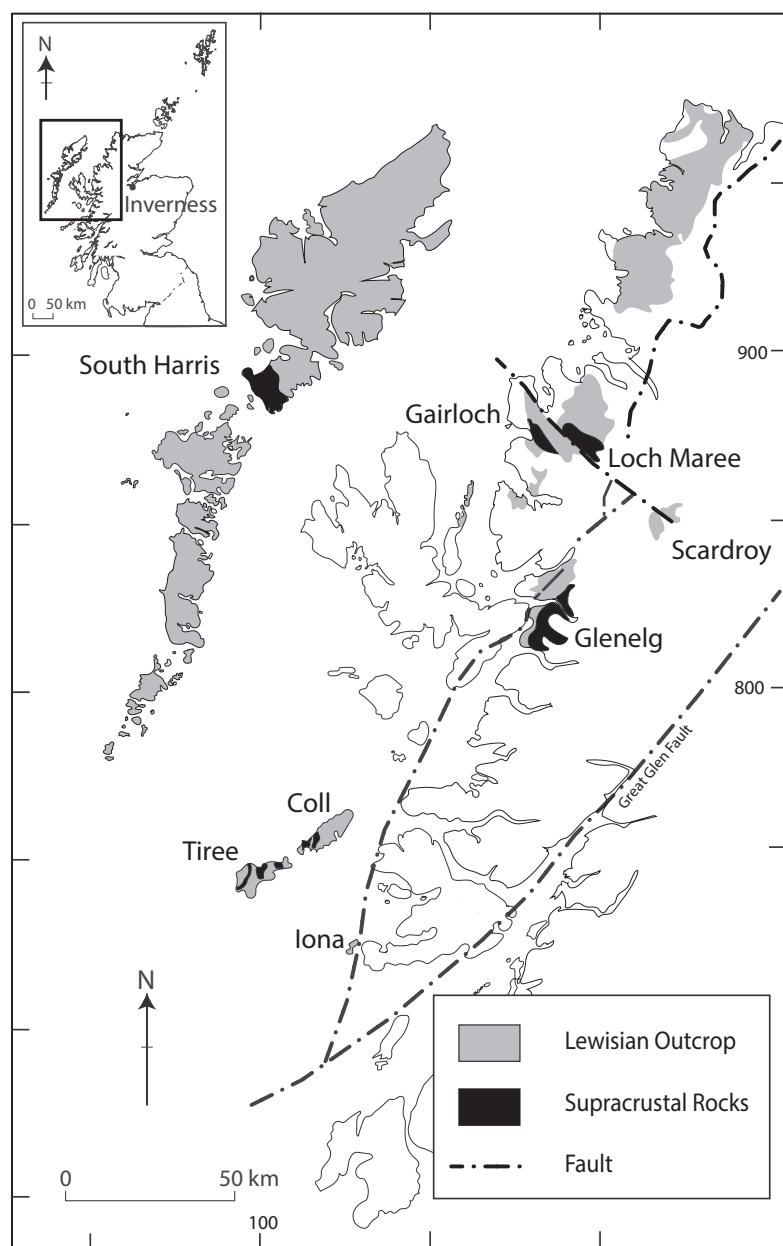 N
Inverness
0 50 km
South Harris
900
Gairloch
Loch Maree
Scardroy
Glenelg
800
Great Glen Fault
Coll
Tiree
Iona
N
Lewisian Outcrop
Supracrustal Rocks
Fault
0 50 km
100